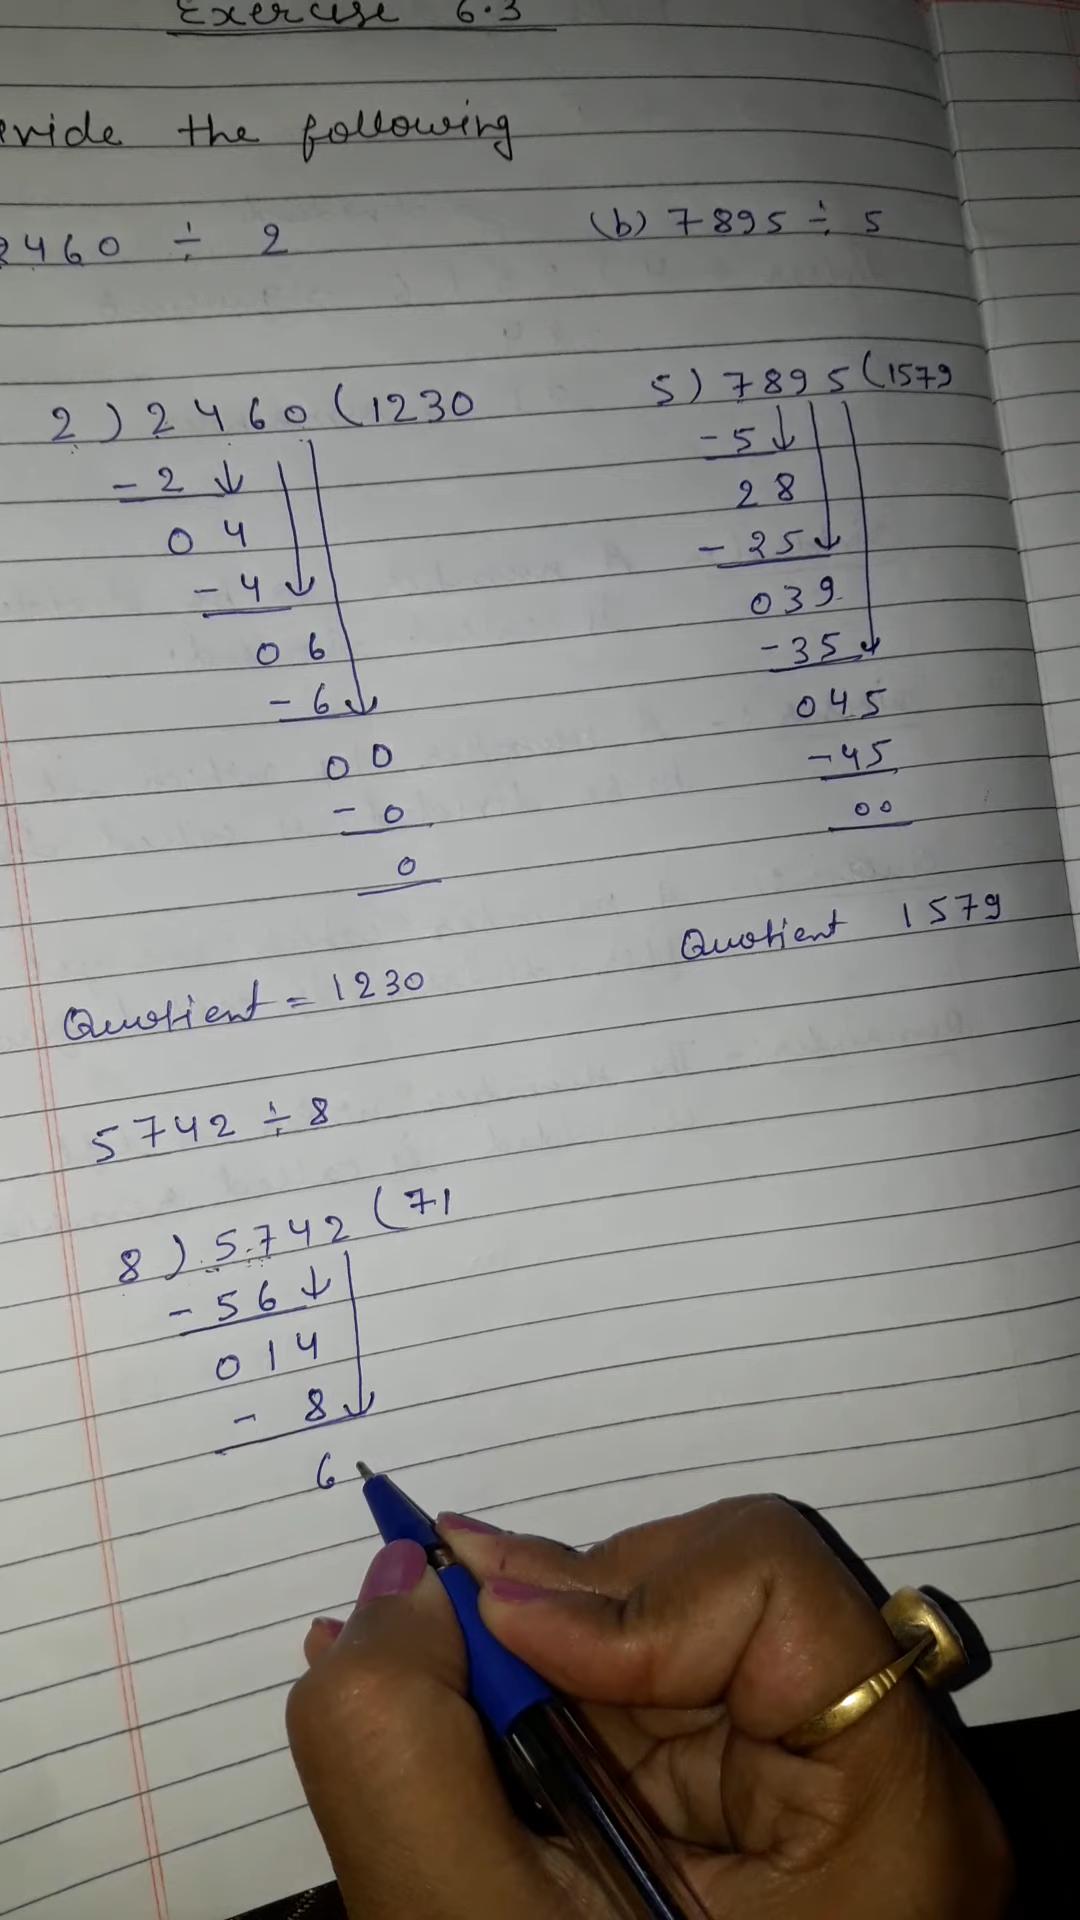 Exercise 6.3
vide the following
2460 ÷ 2
(b) 7895 ÷ 5
2 ) 2460 ( 1230
- 2
04
- 4
06
- 6
00
- 0
0
Quotient = 1230
5 ) 7895 ( 1579
- 5
28
- 25
039
- 35
045
- 45
00
Quotient 1579
5742 ÷ 8
8 ) 5742 ( 71
- 56
014
- 8
6